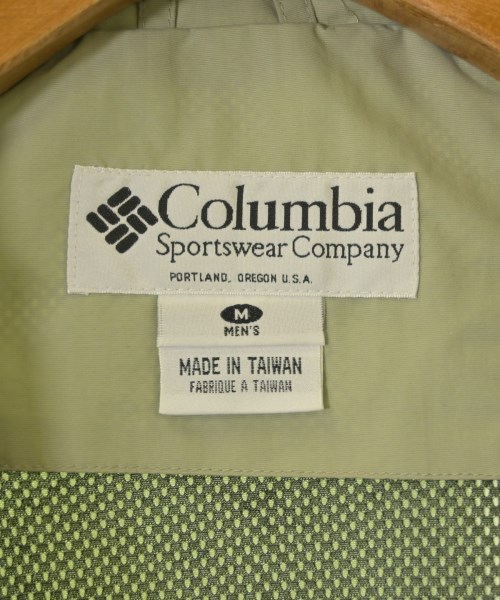 Columbia
Sportswear Company
PORTLAND, OREGON U.S.A.
M
MEN'S
MADE IN TAIWAN
FABRIQUE A TAIWAN